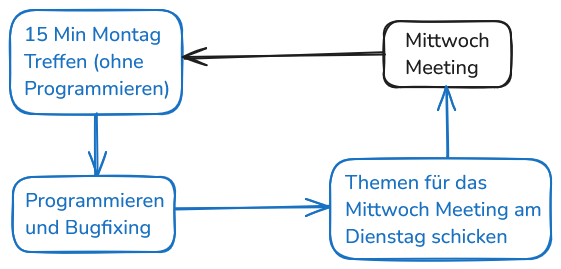 15 Min Montag
Treffen (ohne
Programmieren)
Mittwoch
Meeting
Programmieren
und Bugfixing
Themen für das
Mittwoch Meeting am
Dienstag schicken